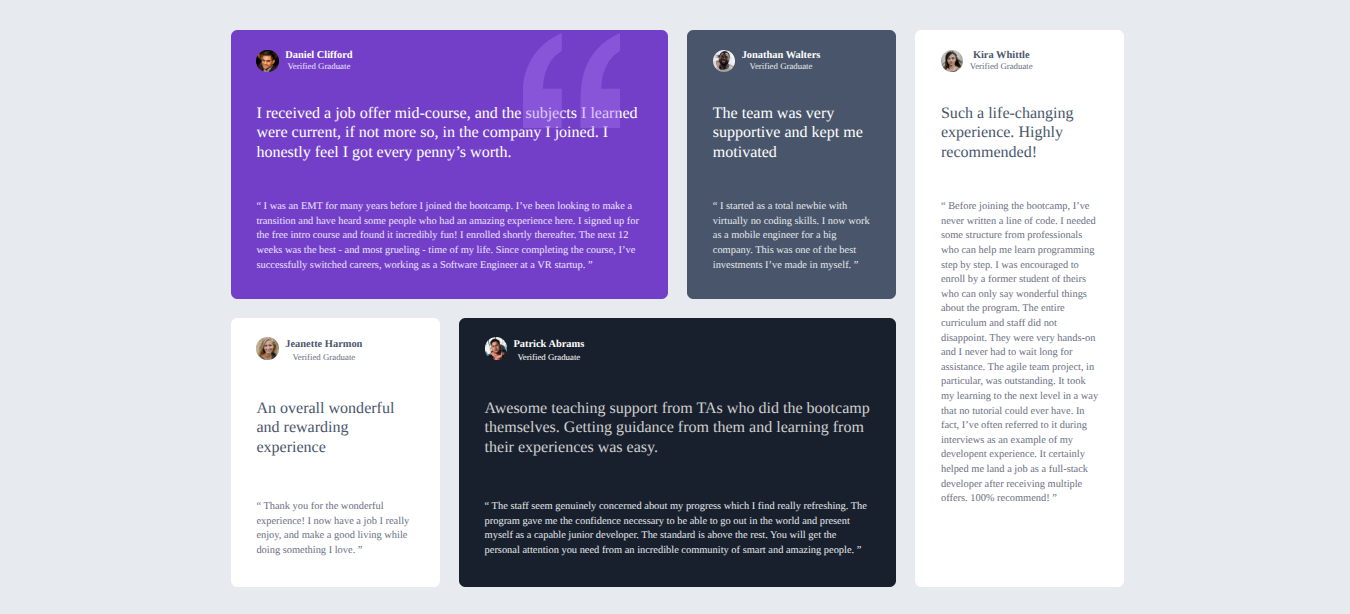 Daniel Clifford
Verified Graduate
I received a job offer mid-course, and the subjects I learned
were current, if not more so, in the company I joined. I
honestly feel I got every penny’s worth.
“ I was an EMT for many years before I joined the bootcamp. I’ve been looking to make a
transition and have heard some people who had an amazing experience here. I signed up for
the free intro course and found it incredibly fun! I enrolled shortly thereafter. The next 12
weeks was the best - and most grueling - time of my life. Since completing the course, I’ve
successfully switched careers, working as a Software Engineer at a VR startup. ”
Jonathan Walters
Verified Graduate
The team was very
supportive and kept me
motivated
“ I started as a total newbie with
virtually no coding skills. I now work
as a mobile engineer for a big
company. This was one of the best
investments I’ve made in myself. ”
Kira Whittle
Verified Graduate
Such a life-changing
experience. Highly
recommended!
“ Before joining the bootcamp, I’ve
never written a line of code. I needed
some structure from professionals
who can help me learn programming
step by step. I was encouraged to
enroll by a former student of theirs
who can only say wonderful things
about the program. The entire
curriculum and staff did not
disappoint. They were very hands-on
and I never had to wait long for
assistance. The agile team project, in
particular, was outstanding. It took
my learning to the next level in a way
that no tutorial could ever have. In
fact, I’ve often referred to it during
interviews as an example of my
developent experience. It certainly
helped me land a job as a full-stack
developer after receiving multiple
offers. 100% recommend! ”
Jeanette Harmon
Verified Graduate
An overall wonderful
and rewarding
experience
“ Thank you for the wonderful
experience! I now have a job I really
enjoy, and make a good living while
doing something I love. ”
Patrick Abrams
Verified Graduate
Awesome teaching support from TAs who did the bootcamp
themselves. Getting guidance from them and learning from
their experiences was easy.
“ The staff seem genuinely concerned about my progress which I find really refreshing. The
program gave me the confidence necessary to be able to go out in the world and present
myself as a capable junior developer. The standard is above the rest. You will get the
personal attention you need from an incredible community of smart and amazing people. ”